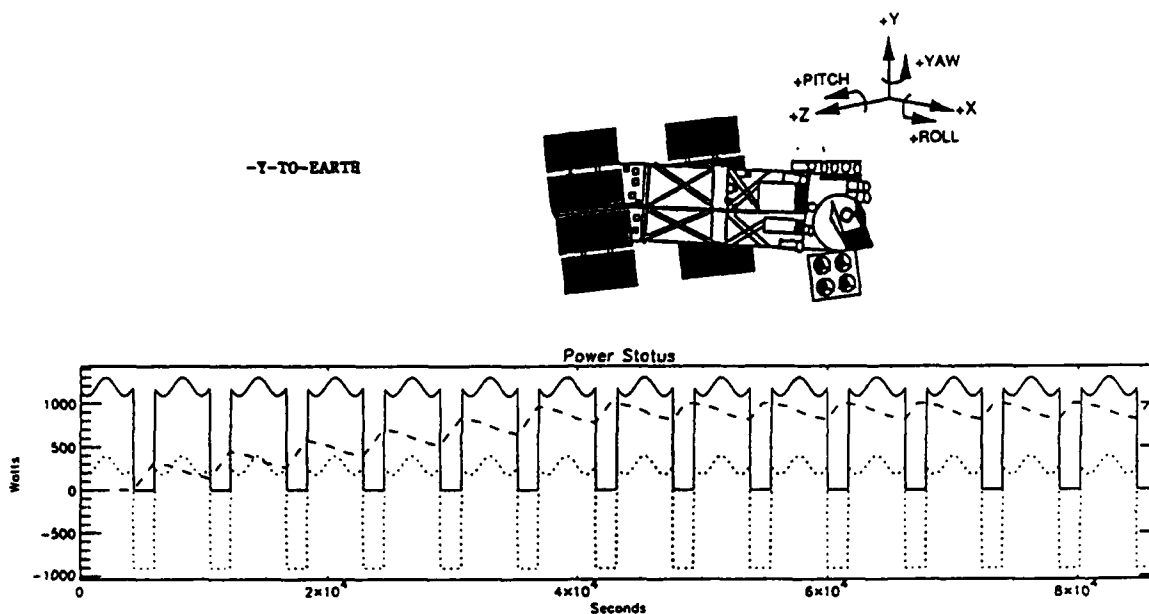 +Y
+YAW
+PITCH
+Z
+X
+ROLL
-Y-TO-EARTH
Power Status
1000
500
0
-500
-1000
Watts
0
2×10⁴
4×10⁴
6×10⁴
8×10⁴
Seconds